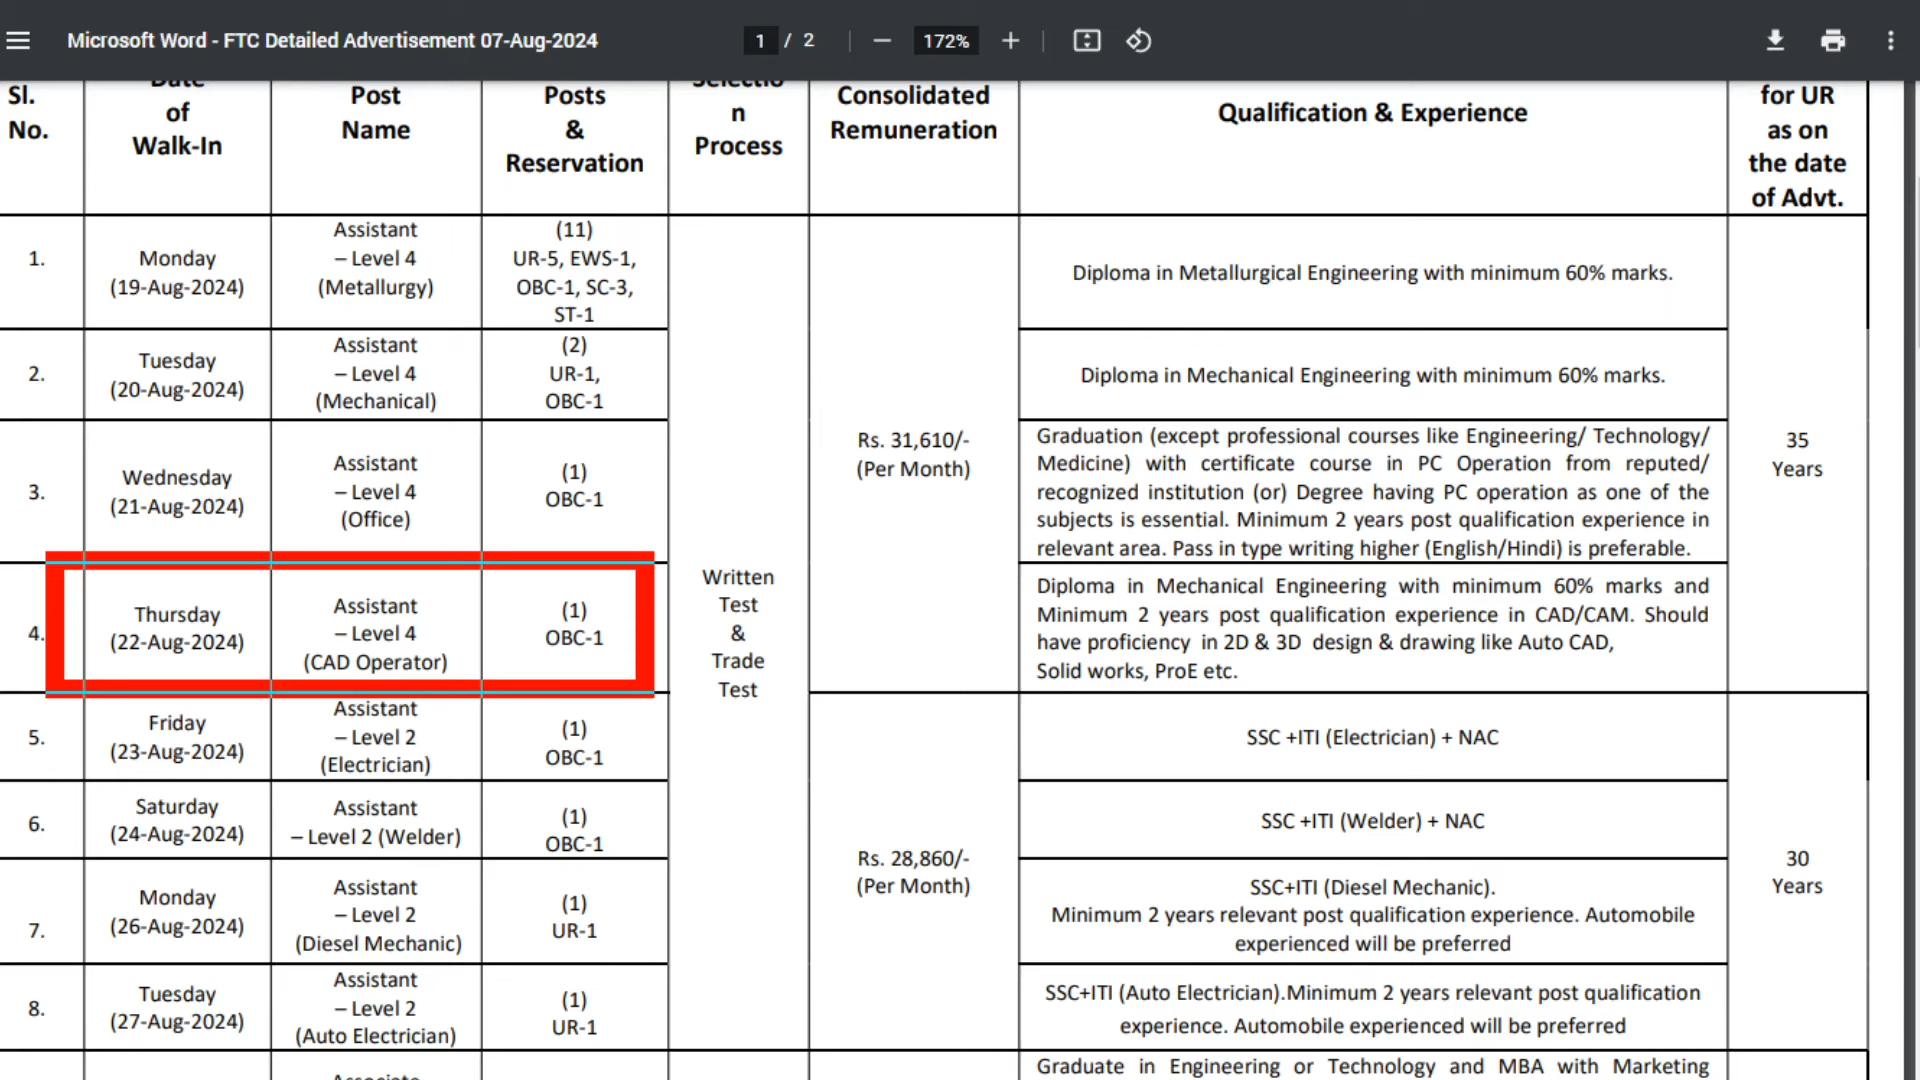 Microsoft Word - FTC Detailed Advertisement 07-Aug-2024
1 / 2
172%
Sl.
No.
Date
of
Walk-In
Post
Name
Posts
&
Reservation
Selectio
n
Process
Consolidated
Remuneration
Qualification & Experience
for UR
as on
the date
of Advt.
1.
Monday
(19-Aug-2024)
Assistant
– Level 4
(Metallurgy)
(11)
UR-5, EWS-1,
OBC-1, SC-3,
ST-1
Written
Test
&
Trade
Test
Rs. 31,610/-
(Per Month)
Diploma in Metallurgical Engineering with minimum 60% marks.
35
Years
2.
Tuesday
(20-Aug-2024)
Assistant
– Level 4
(Mechanical)
(2)
UR-1,
OBC-1
Diploma in Mechanical Engineering with minimum 60% marks.
3.
Wednesday
(21-Aug-2024)
Assistant
– Level 4
(Office)
(1)
OBC-1
Graduation (except professional courses like Engineering/ Technology/
Medicine) with certificate course in PC Operation from reputed/
recognized institution (or) Degree having PC operation as one of the
subjects is essential. Minimum 2 years post qualification experience in
relevant area. Pass in type writing higher (English/Hindi) is preferable.
4.
Thursday
(22-Aug-2024)
Assistant
– Level 4
(CAD Operator)
(1)
OBC-1
Diploma in Mechanical Engineering with minimum 60% marks and
Minimum 2 years post qualification experience in CAD/CAM. Should
have proficiency in 2D & 3D design & drawing like Auto CAD,
Solid works, ProE etc.
5.
Friday
(23-Aug-2024)
Assistant
– Level 2
(Electrician)
(1)
OBC-1
Rs. 28,860/-
(Per Month)
SSC +ITI (Electrician) + NAC
30
Years
6.
Saturday
(24-Aug-2024)
Assistant
– Level 2 (Welder)
(1)
OBC-1
SSC +ITI (Welder) + NAC
7.
Monday
(26-Aug-2024)
Assistant
– Level 2
(Diesel Mechanic)
(1)
UR-1
SSC+ITI (Diesel Mechanic).
Minimum 2 years relevant post qualification experience. Automobile
experienced will be preferred
8.
Tuesday
(27-Aug-2024)
Assistant
– Level 2
(Auto Electrician)
(1)
UR-1
SSC+ITI (Auto Electrician).Minimum 2 years relevant post qualification
experience. Automobile experienced will be preferred
Associate
Graduate in Engineering or Technology and MBA with Marketing